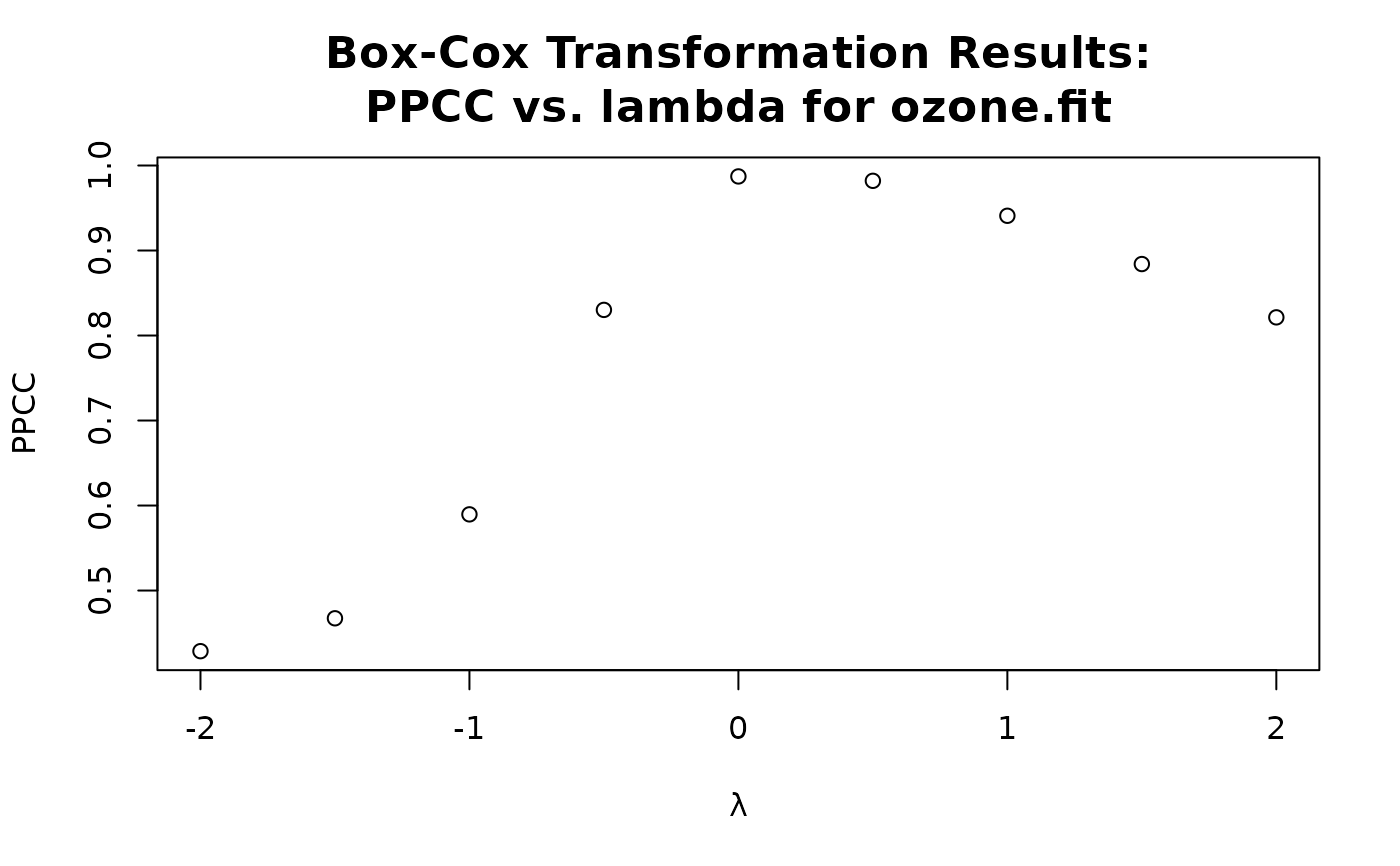 Box-Cox Transformation Results:
PPCC vs. lambda for ozone.fit
1.0
0.9
0.8
0.7
0.6
0.5
PPCC
-2 -1 0 1 2
λ